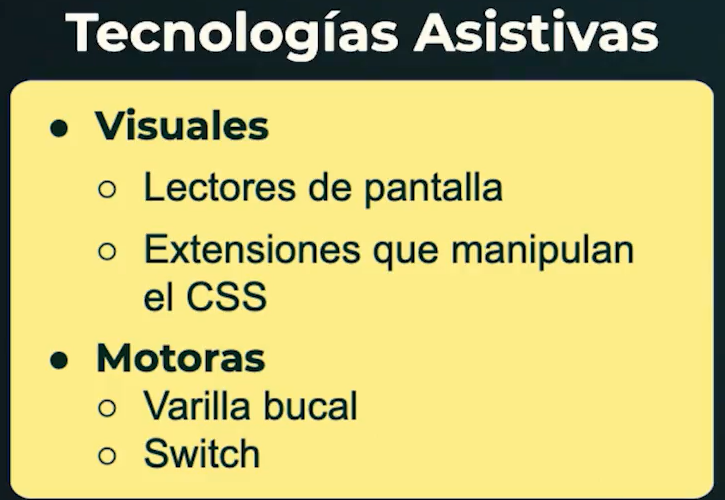 Tecnologías Asistivas
● Visuales
○ Lectores de pantalla
○ Extensiones que manipulan
el CSS
● Motoras
○ Varilla bucal
○ Switch